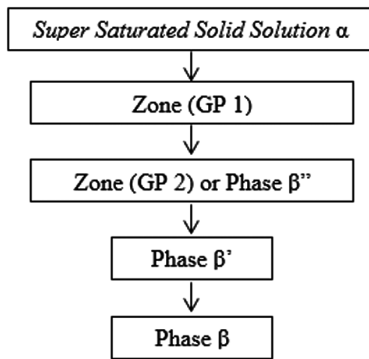 Super Saturated Solid Solution α
Zone (GP 1)
Zone (GP 2) or Phase β”
Phase β’
Phase β